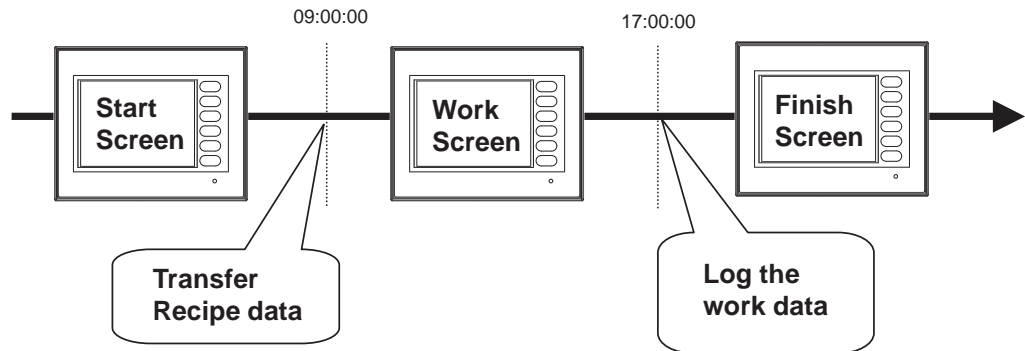 09:00:00
17:00:00
Start
Screen
Work
Screen
Finish
Screen
Transfer
Recipe data
Log the
work data